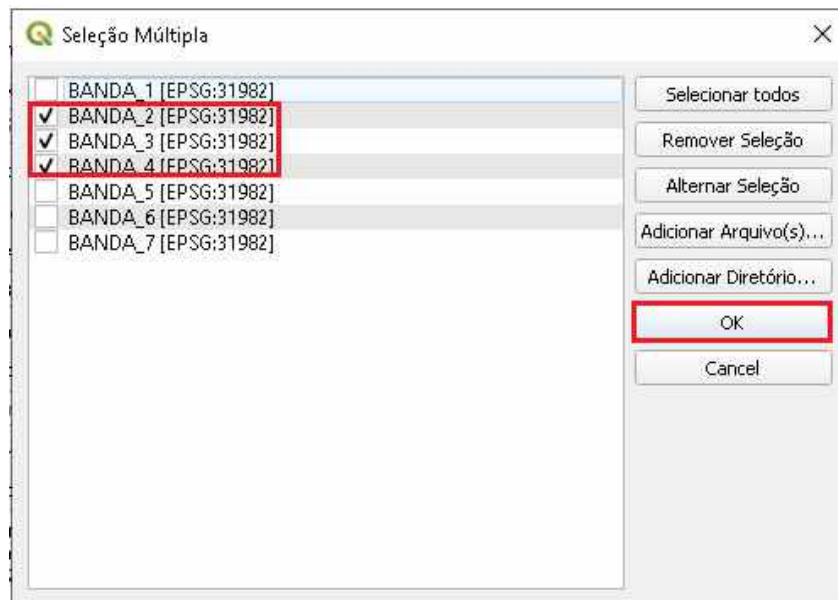 Seleção Múltipla
BANDA_1 [EPSG:31982]
BANDA_2 [EPSG:31982]
BANDA_3 [EPSG:31982]
BANDA_4 [EPSG:31982]
BANDA_5 [EPSG:31982]
BANDA_6 [EPSG:31982]
BANDA_7 [EPSG:31982]
Selecionar todos
Remover Seleção
Alternar Seleção
Adicionar Arquivo(s)...
Adicionar Diretório...
OK
Cancel